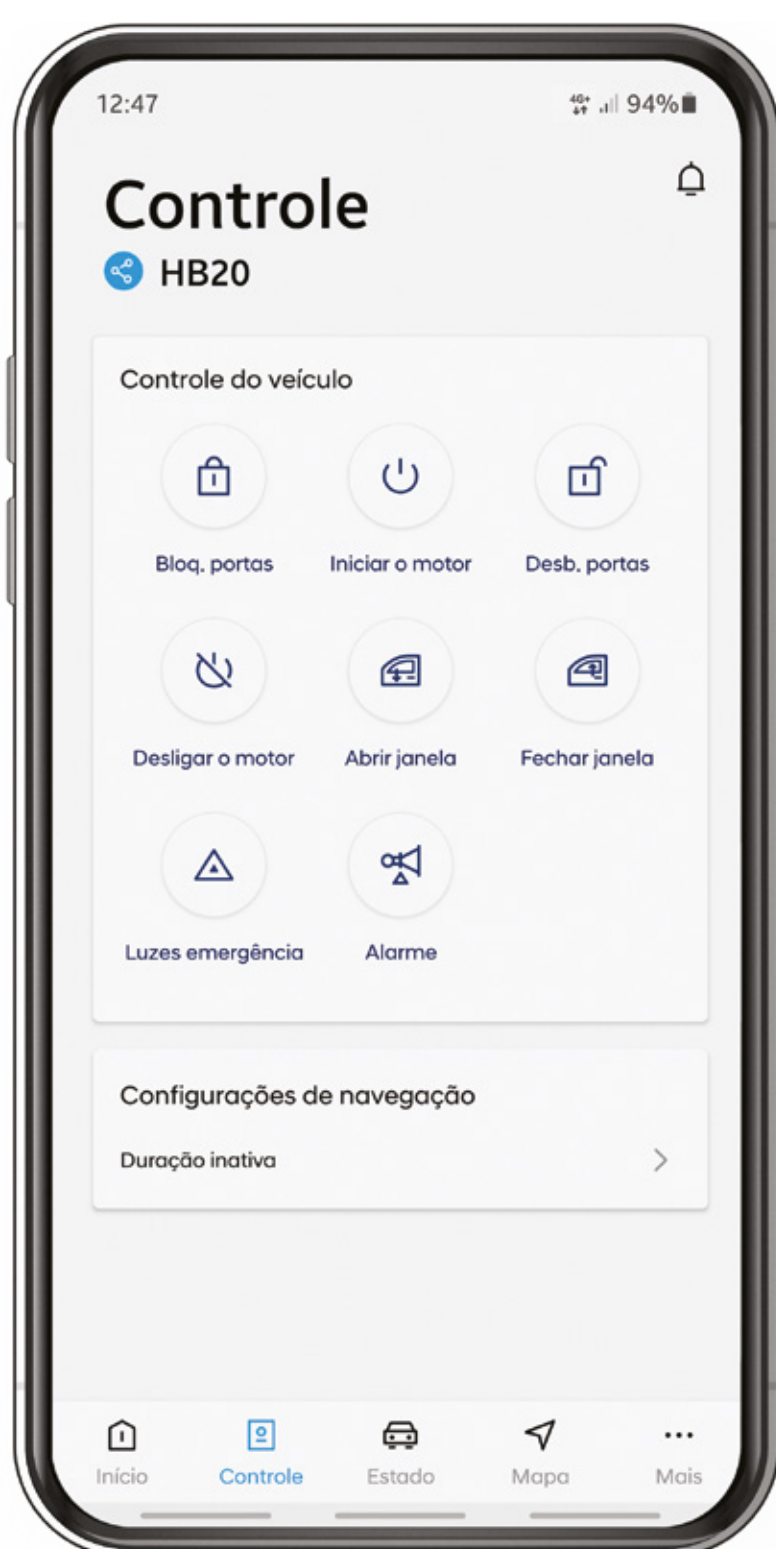 12:47 4G+ 94%
Controle
HB20
Controle do veículo
Bloq. portas Iniciar o motor Desb. portas
Desligar o motor Abrir janela Fechar janela
Luzes emergência Alarme
Configurações de navegação
Duração inativa
Início Controle Estado Mapa Mais